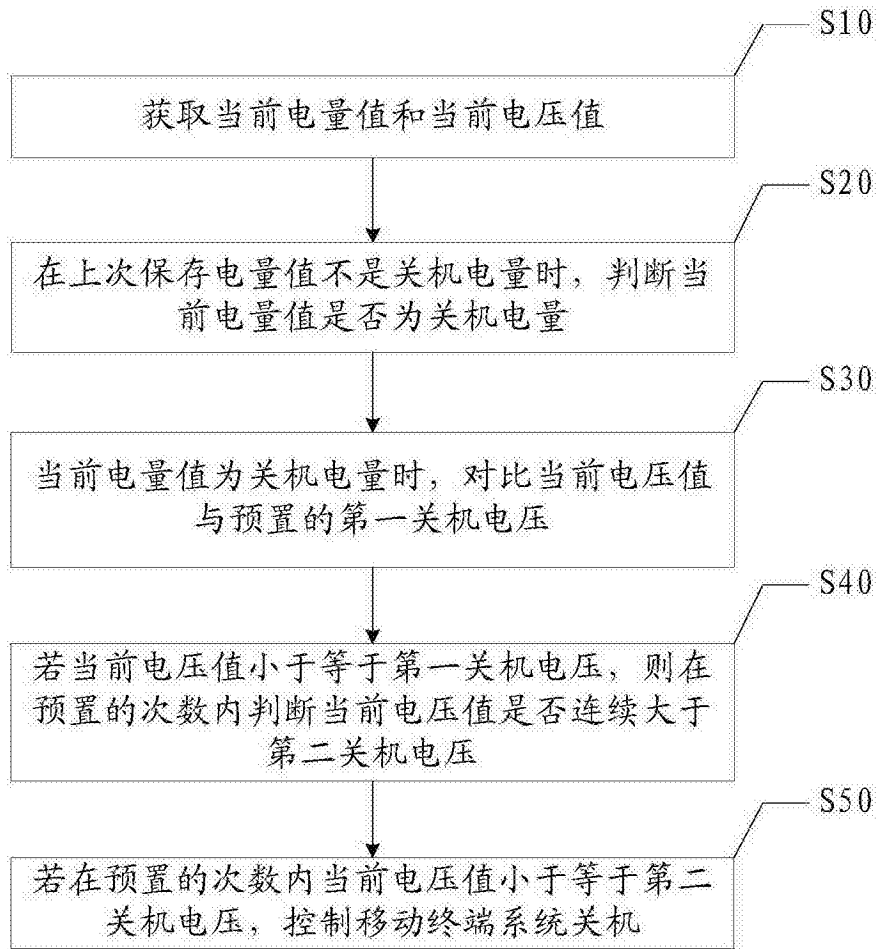 S10
获取当前电量值和当前电压值
S20
在上次保存电量值不是关机电量时，判断当
前电量值是否为关机电量
S30
当前电量值为关机电量时，对比当前电压值
与预置的第一关机电压
S40
若当前电压值小于等于第一关机电压，则在
预置的次数内判断当前电压值是否连续大于
第二关机电压
S50
若在预置的次数内当前电压值小于等于第二
关机电压，控制移动终端系统关机